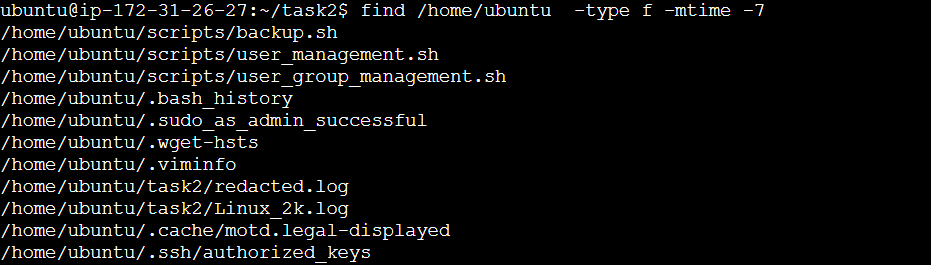 ubuntu@ip-172-31-26-27:~/task2$ find /home/ubuntu  -type f -mtime -7
/home/ubuntu/scripts/backup.sh
/home/ubuntu/scripts/user_management.sh
/home/ubuntu/scripts/user_group_management.sh
/home/ubuntu/.bash_history
/home/ubuntu/.sudo_as_admin_successful
/home/ubuntu/.wget-hsts
/home/ubuntu/.viminfo
/home/ubuntu/task2/redacted.log
/home/ubuntu/task2/Linux_2k.log
/home/ubuntu/.cache/motd.legal-displayed
/home/ubuntu/.ssh/authorized_keys